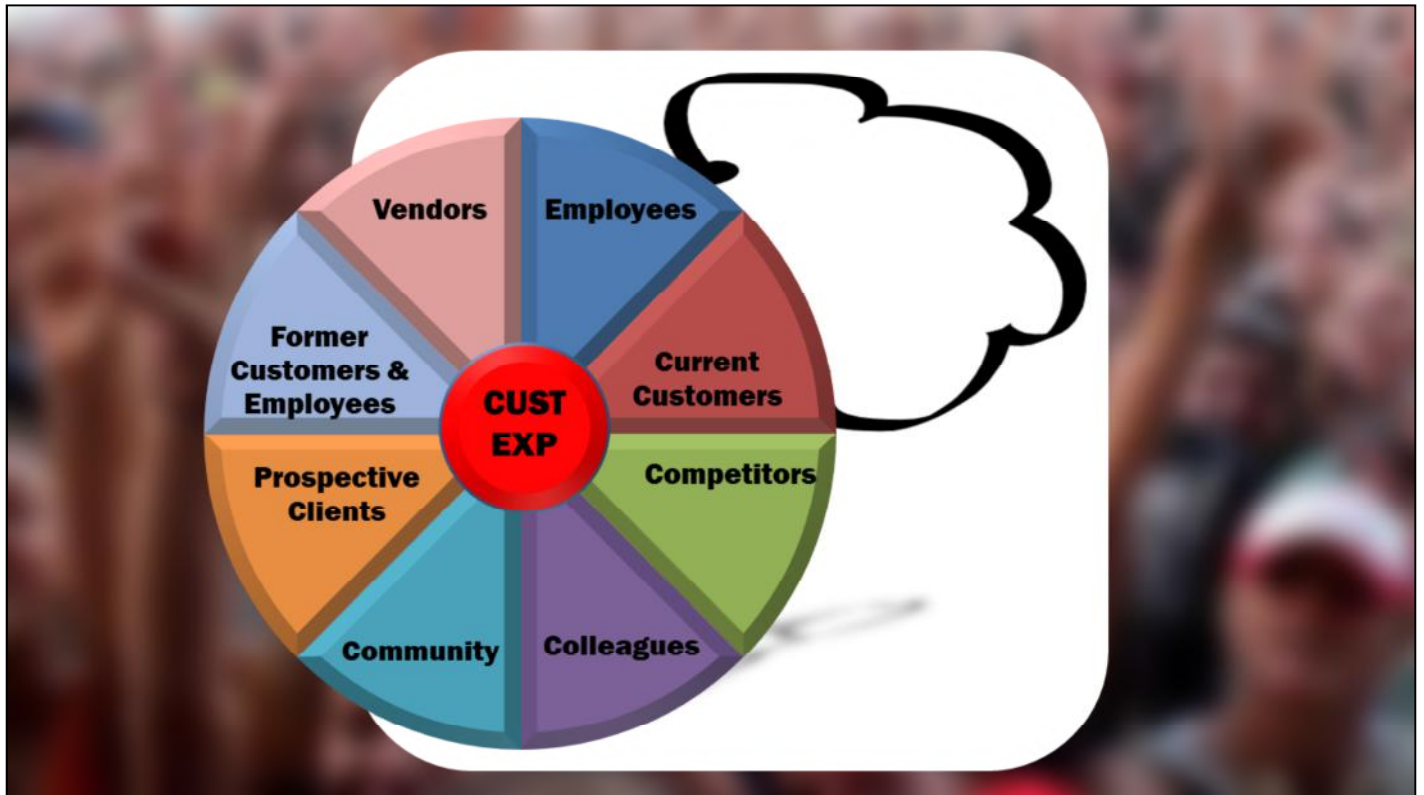 Vendors
Employees
Former
Customers &
Employees
Current
Customers
CUST
EXP
Prospective
Clients
Competitors
Community
Colleagues